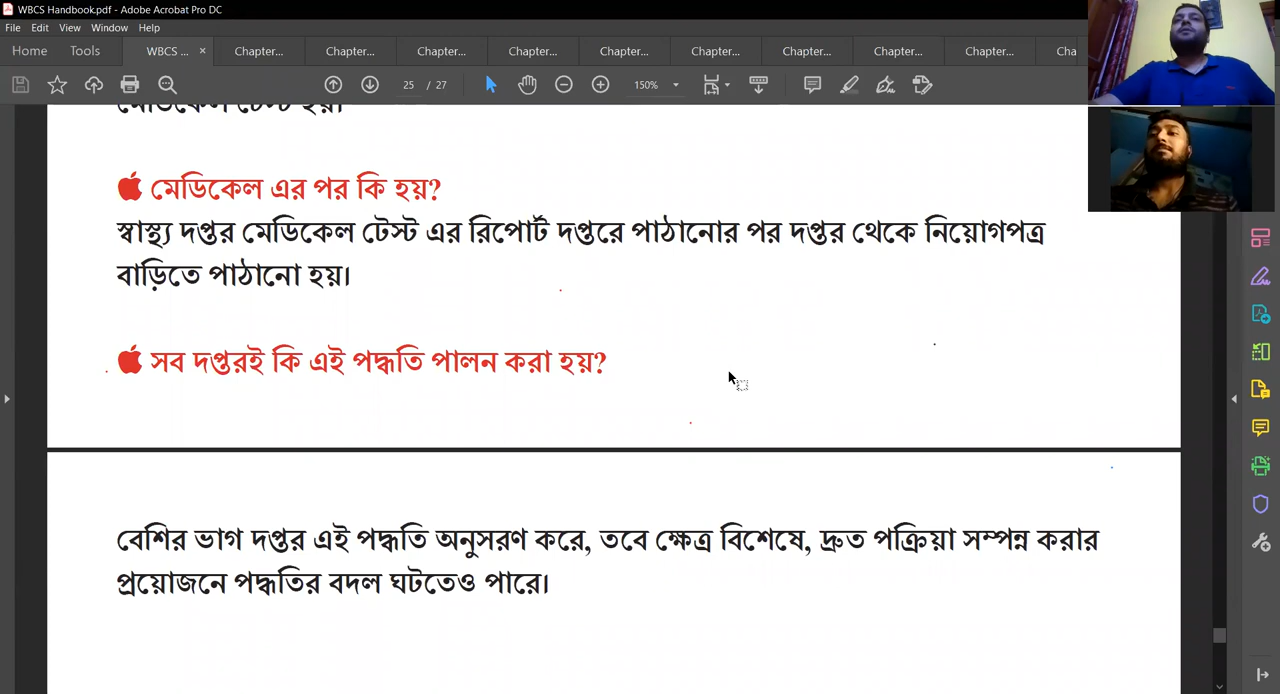 WBCS Handbook.pdf - Adobe Acrobat Pro DC
File Edit View Window Help
Home Tools WBCS ... × Chapter... Chapter... Chapter... Chapter... Chapter... Chapter... Chapter... Chapter... Chapter... Cha
25 / 27 150%
মেডিকেল টেস্ট হয়।
মেডিকেল এর পর কি হয়?
স্বাস্থ্য দপ্তর মেডিকেল টেস্ট এর রিপোর্ট দপ্তরে পাঠানোর পর দপ্তর থেকে নিয়োগপত্র
বাড়িতে পাঠানো হয়।
সব দপ্তরই কি এই পদ্ধতি পালন করা হয়?
বেশির ভাগ দপ্তর এই পদ্ধতি অনুসরণ করে, তবে ক্ষেত্র বিশেষে, দ্রুত পক্রিয়া সম্পন্ন করার
প্রয়োজনে পদ্ধতির বদল ঘটতেও পারে।